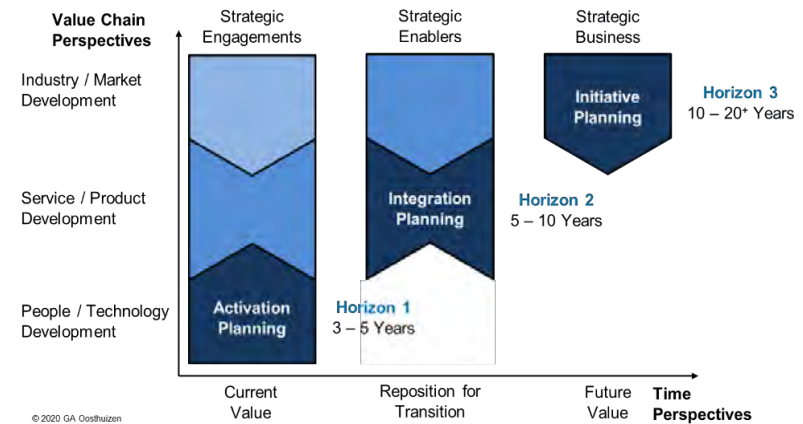 Value Chain
Perspectives
Strategic
Engagements
Strategic
Enablers
Strategic
Business
Industry / Market
Development
Initiative
Planning
Horizon 3
10 – 20+ Years
Service / Product
Development
Integration
Planning
Horizon 2
5 – 10 Years
People / Technology
Development
Activation
Planning
Horizon 1
3 – 5 Years
Current
Value
Reposition for
Transition
Future
Value
Time
Perspectives
© 2020 GA Oosthuizen